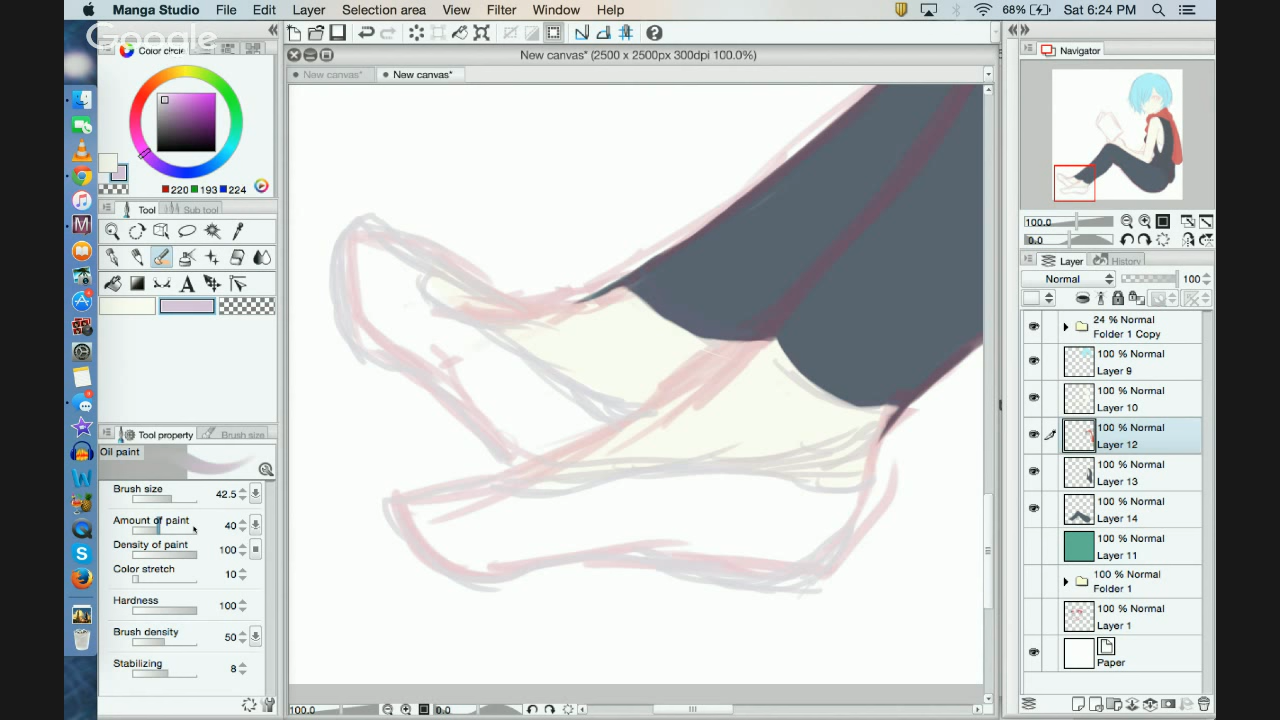 Manga Studio File Edit Layer Selection area View Filter Window Help
68% Sat 6:24 PM
Google
Color circle
New canvas* (2500 x 2500px 300dpi 100.0%)
Navigator
New canvas*
New canvas*
220 193 224
Tool Sub tool
100.0
0.0
Layer History
Normal 100
24 % Normal
Folder 1 Copy
100 % Normal
Layer 9
100 % Normal
Layer 10
100 % Normal
Layer 12
100 % Normal
Layer 13
100 % Normal
Layer 14
100 % Normal
Layer 11
100 % Normal
Folder 1
100 % Normal
Layer 1
Paper
Tool property Brush size
Oil paint
Brush size 42.5
Amount of paint 40
Density of paint 100
Color stretch 10
Hardness 100
Brush density 50
Stabilizing 8
100.0 0.0